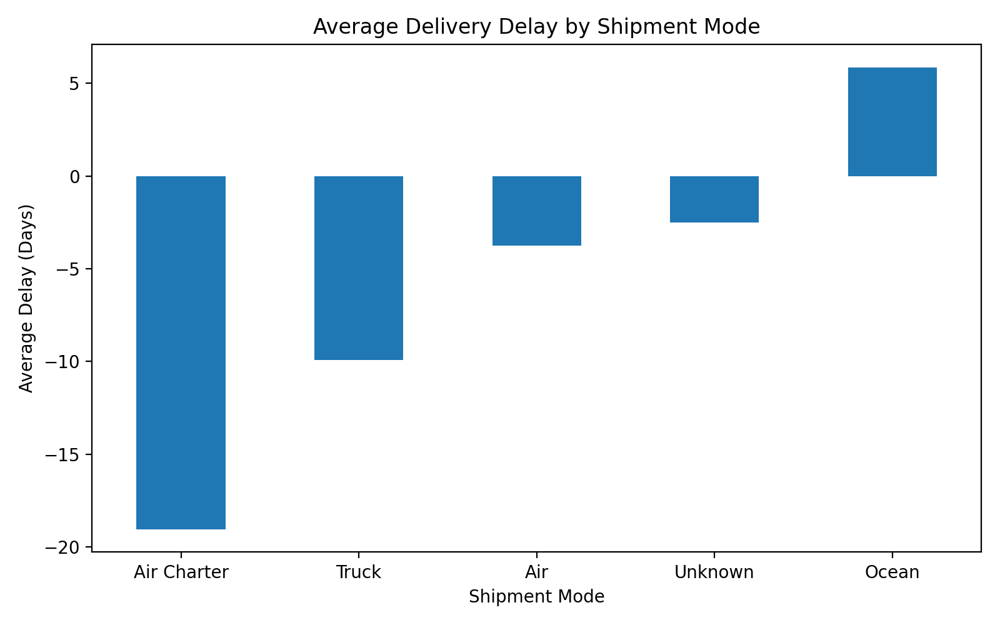 Average Delivery Delay by Shipment Mode
Average Delay (Days)
5
0
−5
−10
−15
−20
Air Charter
Truck
Air
Unknown
Ocean
Shipment Mode